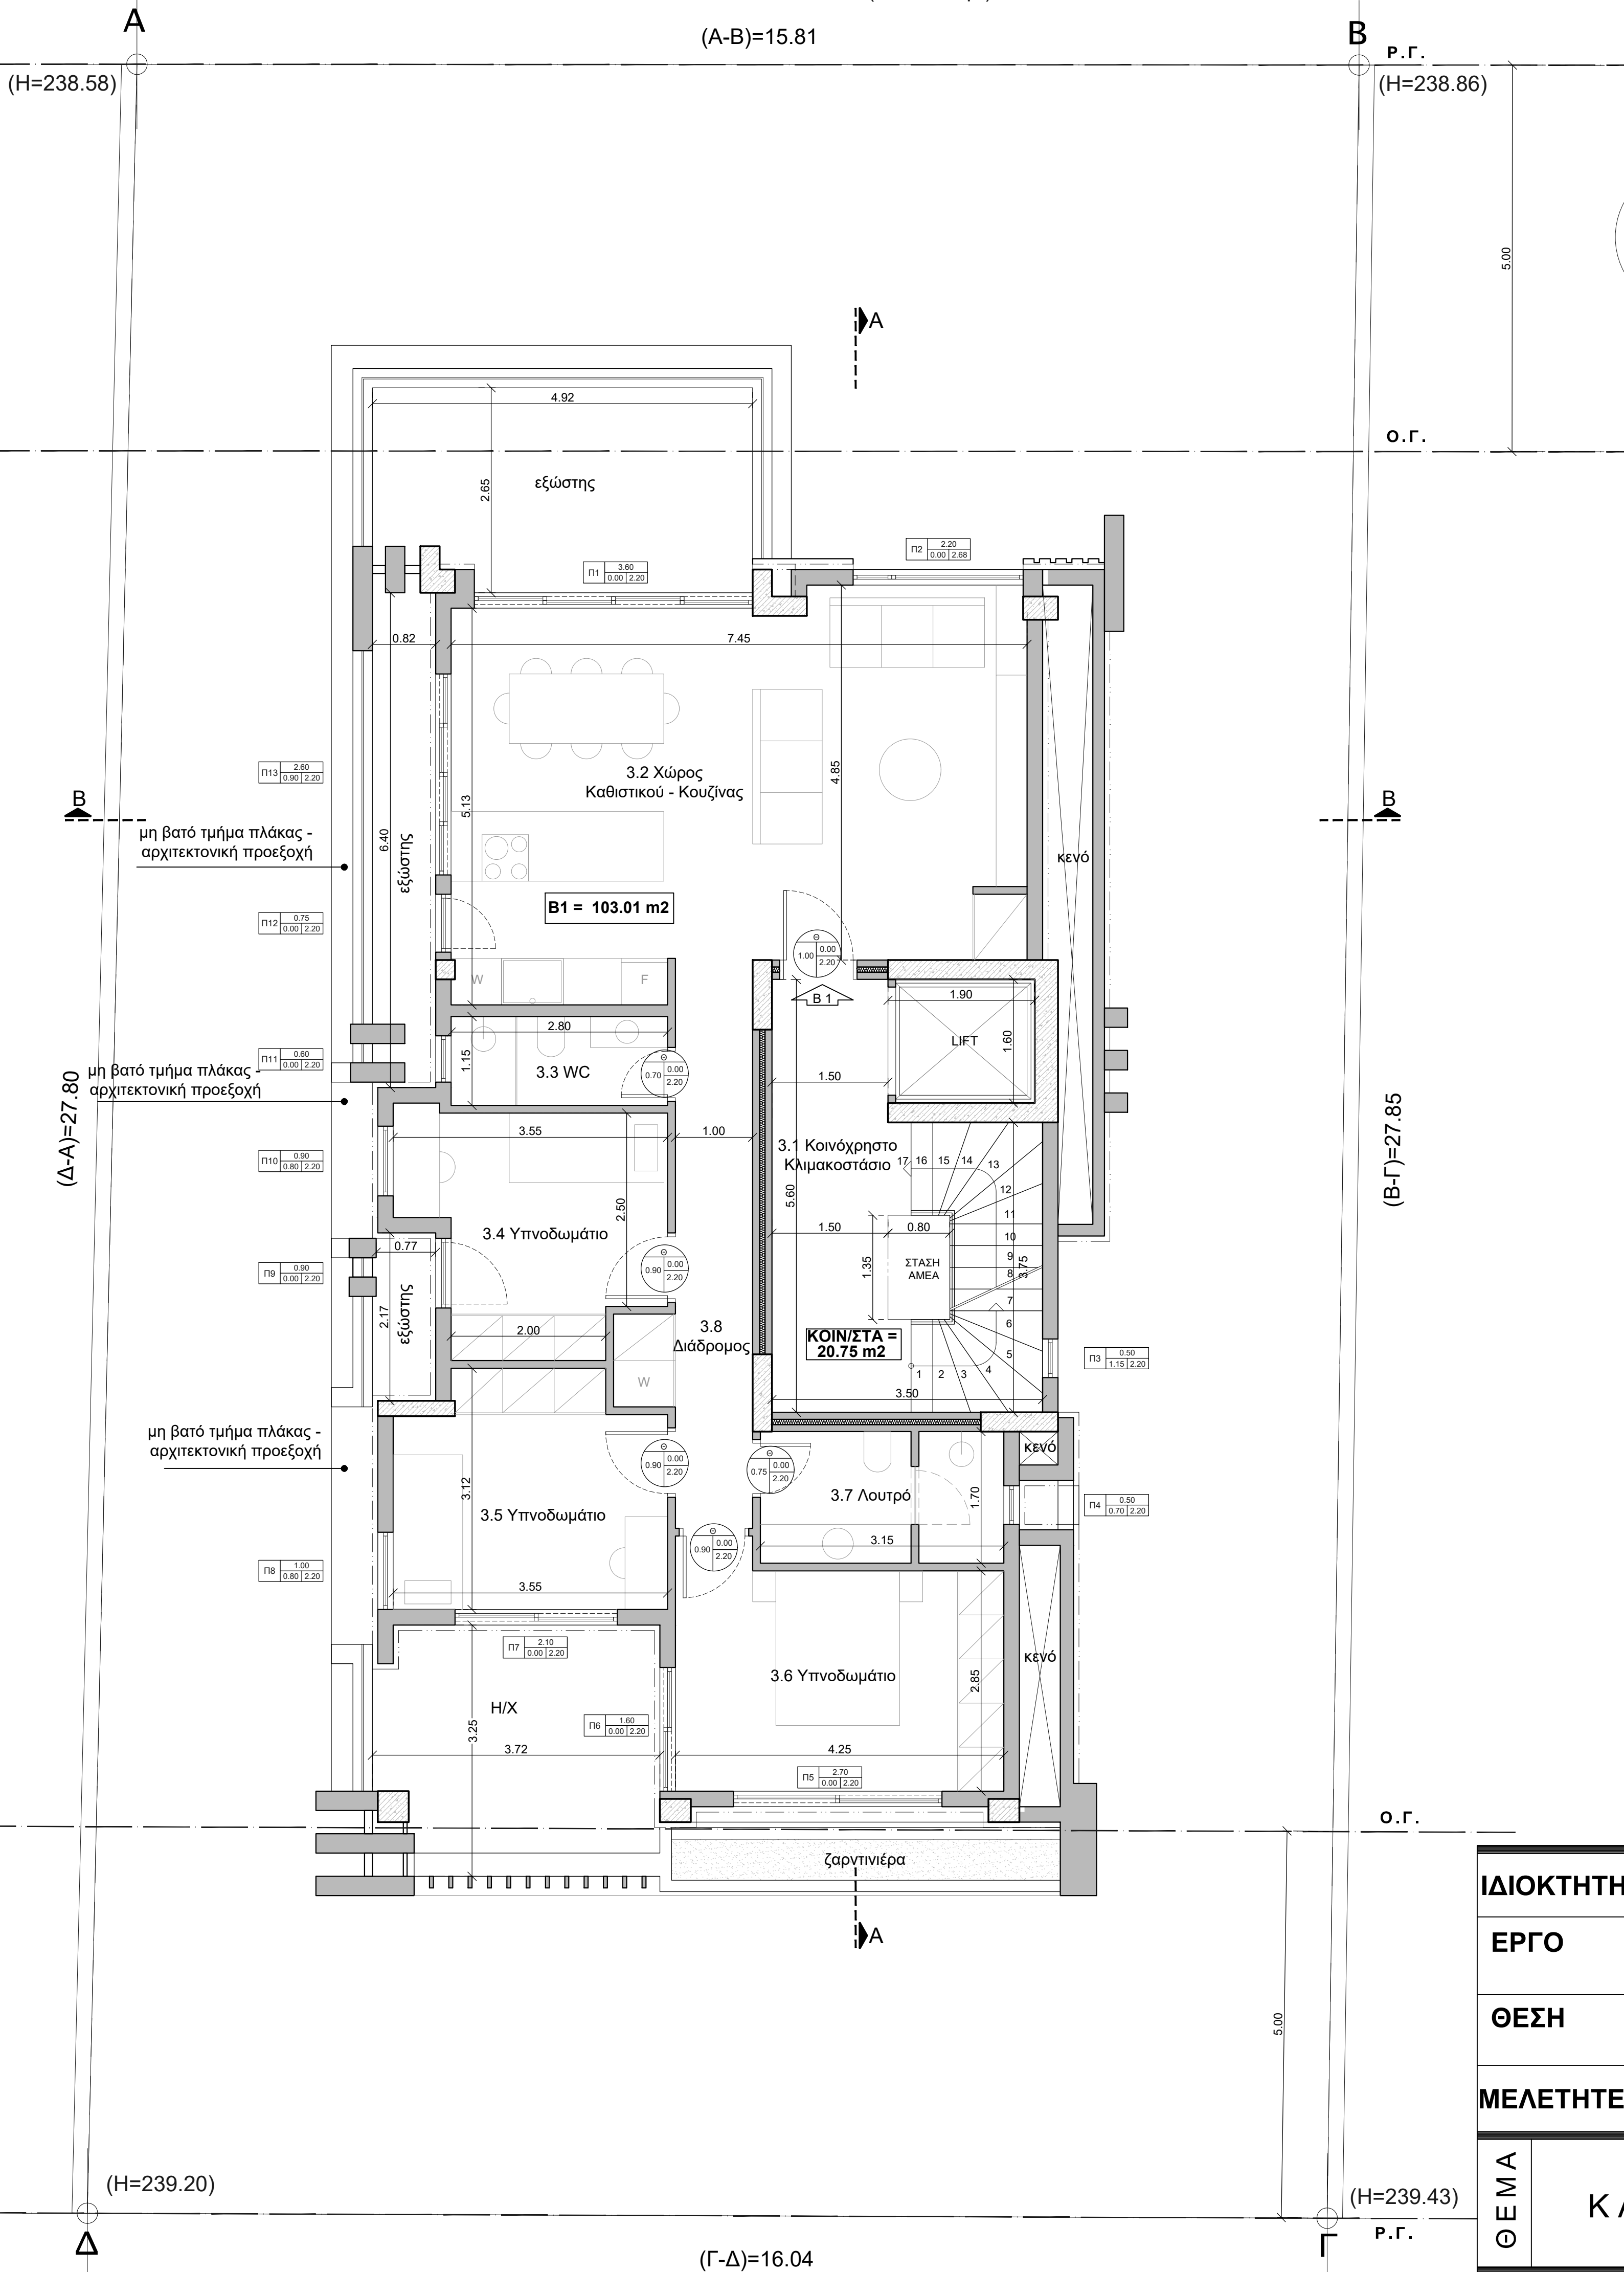 Α
(Α-Β)=15.81
Β
Ρ.Γ.
(Η=238.58)
(Η=238.86)
5.00
Α
4.92
Ο.Γ.
2.65
εξώστης
Π1 3.60
0.00 2.20
Π2 2.20
0.00 2.68
0.82
7.45
3.2 Χώρος
Καθιστικού - Κουζίνας
4.85
5.13
6.40
εξώστης
Π13 2.60
0.90 2.20
Β
Β
μη βατό τμήμα πλάκας -
αρχιτεκτονική προεξοχή
κενό
Β1 = 103.01 m2
Π12 0.75
0.00 2.20
Θ
1.00 0.00
2.20
W
F
Β 1
1.90
LIFT
1.60
2.80
1.15
3.3 WC
Θ
0.70 0.00
2.20
Π11 0.60
0.00 2.20
μη βατό τμήμα πλάκας -
αρχιτεκτονική προεξοχή
(Δ-Α)=27.80
(Β-Γ)=27.85
1.50
3.55
1.00
3.1 Κοινόχρηστο
Κλιμακοστάσιο
17 16 15 14 13
12
11
10
9
8
7
6
5
1 2 3 4
Π10 0.90
0.80 2.20
2.50
5.60
3.4 Υπνοδωμάτιο
1.50
0.80
1.35
ΣΤΑΣΗ
ΑΜΕΑ
3.75
0.77
Π9 0.90
0.00 2.20
Θ
0.90 0.00
2.20
2.17
εξώστης
2.00
3.8
Διάδρομος
ΚΟΙΝ/ΣΤΑ =
20.75 m2
Π3 0.50
1.15 2.20
W
3.50
μη βατό τμήμα πλάκας -
αρχιτεκτονική προεξοχή
κενό
Θ
0.90 0.00
2.20
Θ
0.75 0.00
2.20
3.12
3.5 Υπνοδωμάτιο
3.7 Λουτρό
1.70
Π4 0.50
0.70 2.20
3.15
Θ
0.90 0.00
2.20
Π8 1.00
0.80 2.20
3.55
Π7 2.10
0.00 2.20
3.6 Υπνοδωμάτιο
2.85
κενό
Η/Χ
3.25
Π6 1.60
0.00 2.20
3.72
4.25
Π5 2.70
0.00 2.20
Ο.Γ.
ζαρντινιέρα
Α
5.00
ΙΔΙΟΚΤΗΤΗ
ΕΡΓΟ
ΘΕΣΗ
ΜΕΛΕΤΗΤΕ
ΘΕΜΑ
(Η=239.20)
(Η=239.43)
Δ
Γ
Ρ.Γ.
(Γ-Δ)=16.04